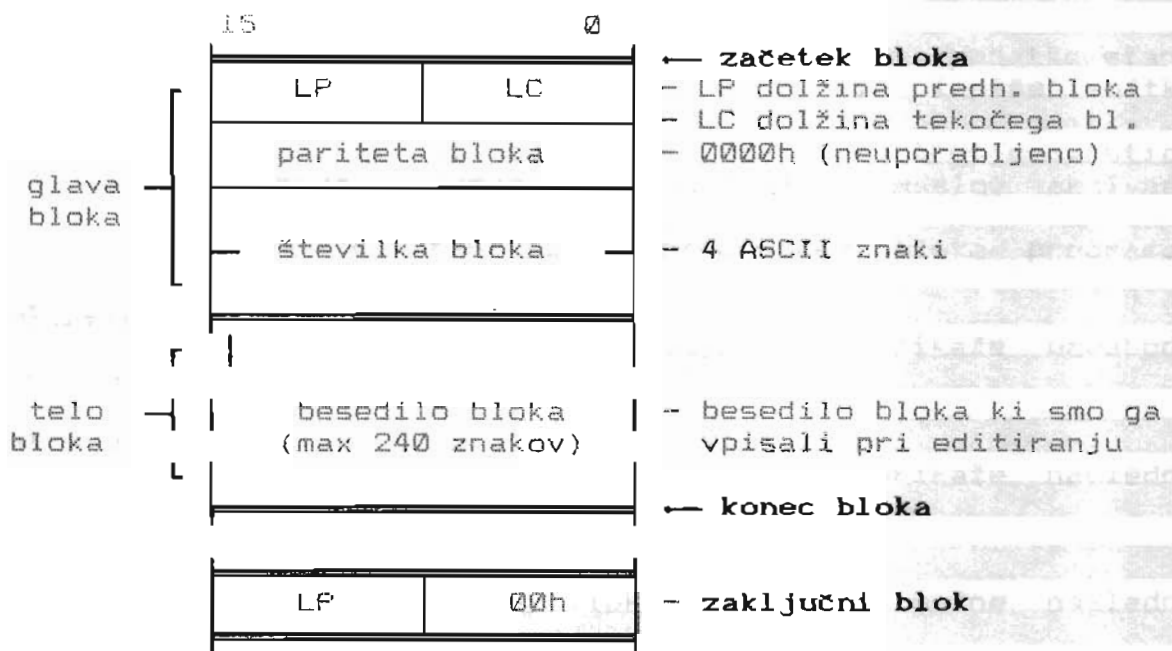 15 0
← začetek bloka
LP LC - LP dolžina predh. bloka
- LC dolžina tekočega bl.
pariteta bloka - 0000h (neuporabljeno)
glava
bloka
številka bloka - 4 ASCII znaki
telo
bloka
besedilo bloka - besedilo bloka ki smo ga
(max 240 znakov) vpisali pri editiranju
← konec bloka
LP 00h - zaključni blok